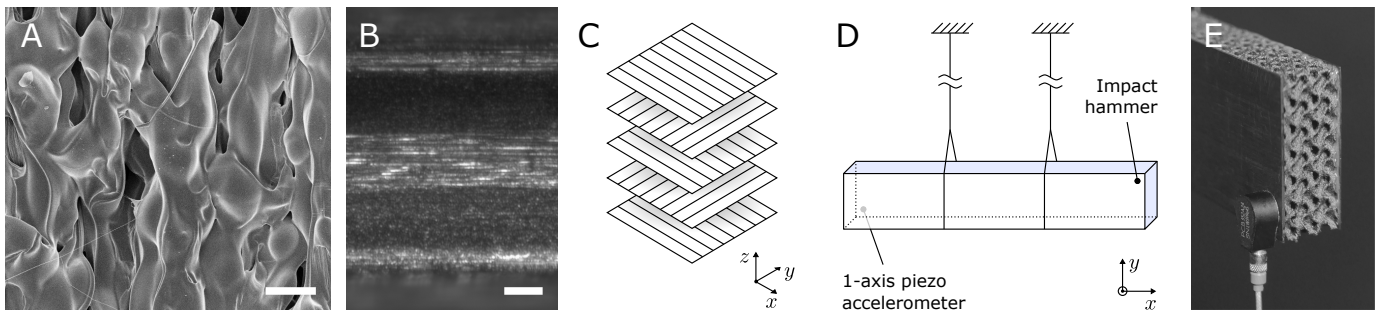 A
B
C
D
E
Impact
hammer
1-axis piezo
accelerometer
z
y
x
y
x